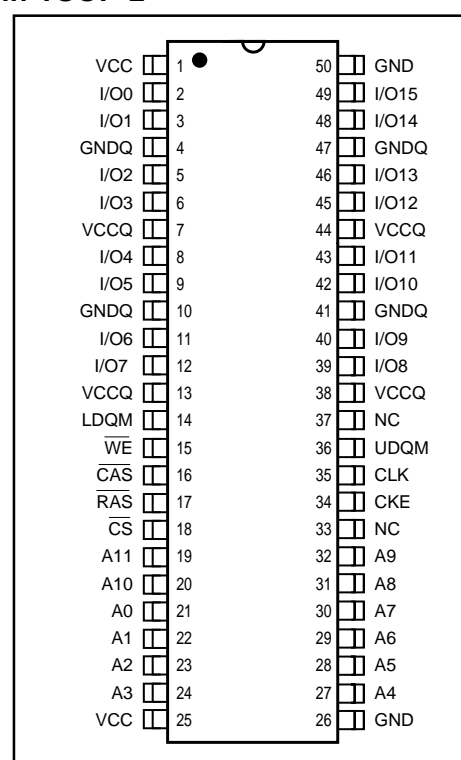 VCC 1 50 GND
I/O0 2 49 I/O15
I/O1 3 48 I/O14
GNDQ 4 47 GNDQ
I/O2 5 46 I/O13
I/O3 6 45 I/O12
VCCQ 7 44 VCCQ
I/O4 8 43 I/O11
I/O5 9 42 I/O10
GNDQ 10 41 GNDQ
I/O6 11 40 I/O9
I/O7 12 39 I/O8
VCCQ 13 38 VCCQ
LDQM 14 37 NC
W̅E̅ 15 36 UDQM
C̅A̅S̅ 16 35 CLK
R̅A̅S̅ 17 34 CKE
C̅S̅ 18 33 NC
A11 19 32 A9
A10 20 31 A8
A0 21 30 A7
A1 22 29 A6
A2 23 28 A5
A3 24 27 A4
VCC 25 26 GND